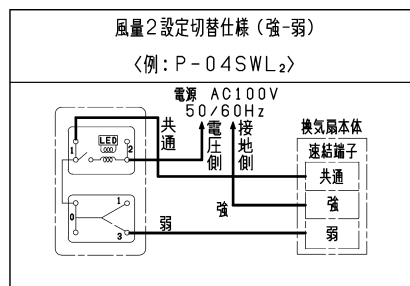 風量2設定切替仕様（強-弱）
〈例：P-04SWL₂〉
電源 AC100V
50/60Hz
共通
電圧側
接地側
換気扇本体
速結端子
共通
強
弱
LED
1
2
0
1
3
弱
強